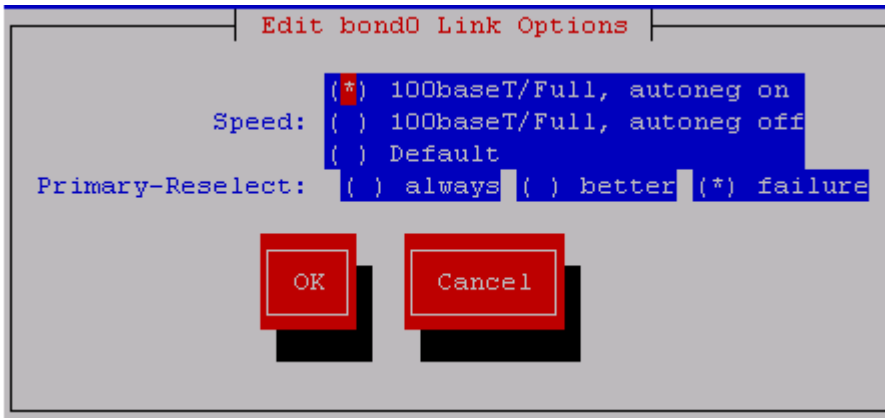 Edit bond0 Link Options
(*) 100baseT/Full, autoneg on
Speed: ( ) 100baseT/Full, autoneg off
( ) Default
Primary-Reselect: ( ) always ( ) better (*) failure
OK Cancel